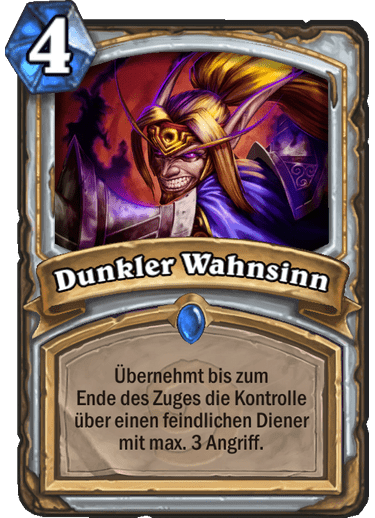 4
Dunkler Wahnsinn
Übernehmt bis zum
Ende des Zuges die Kontrolle
über einen feindlichen Diener
mit max. 3 Angriff.